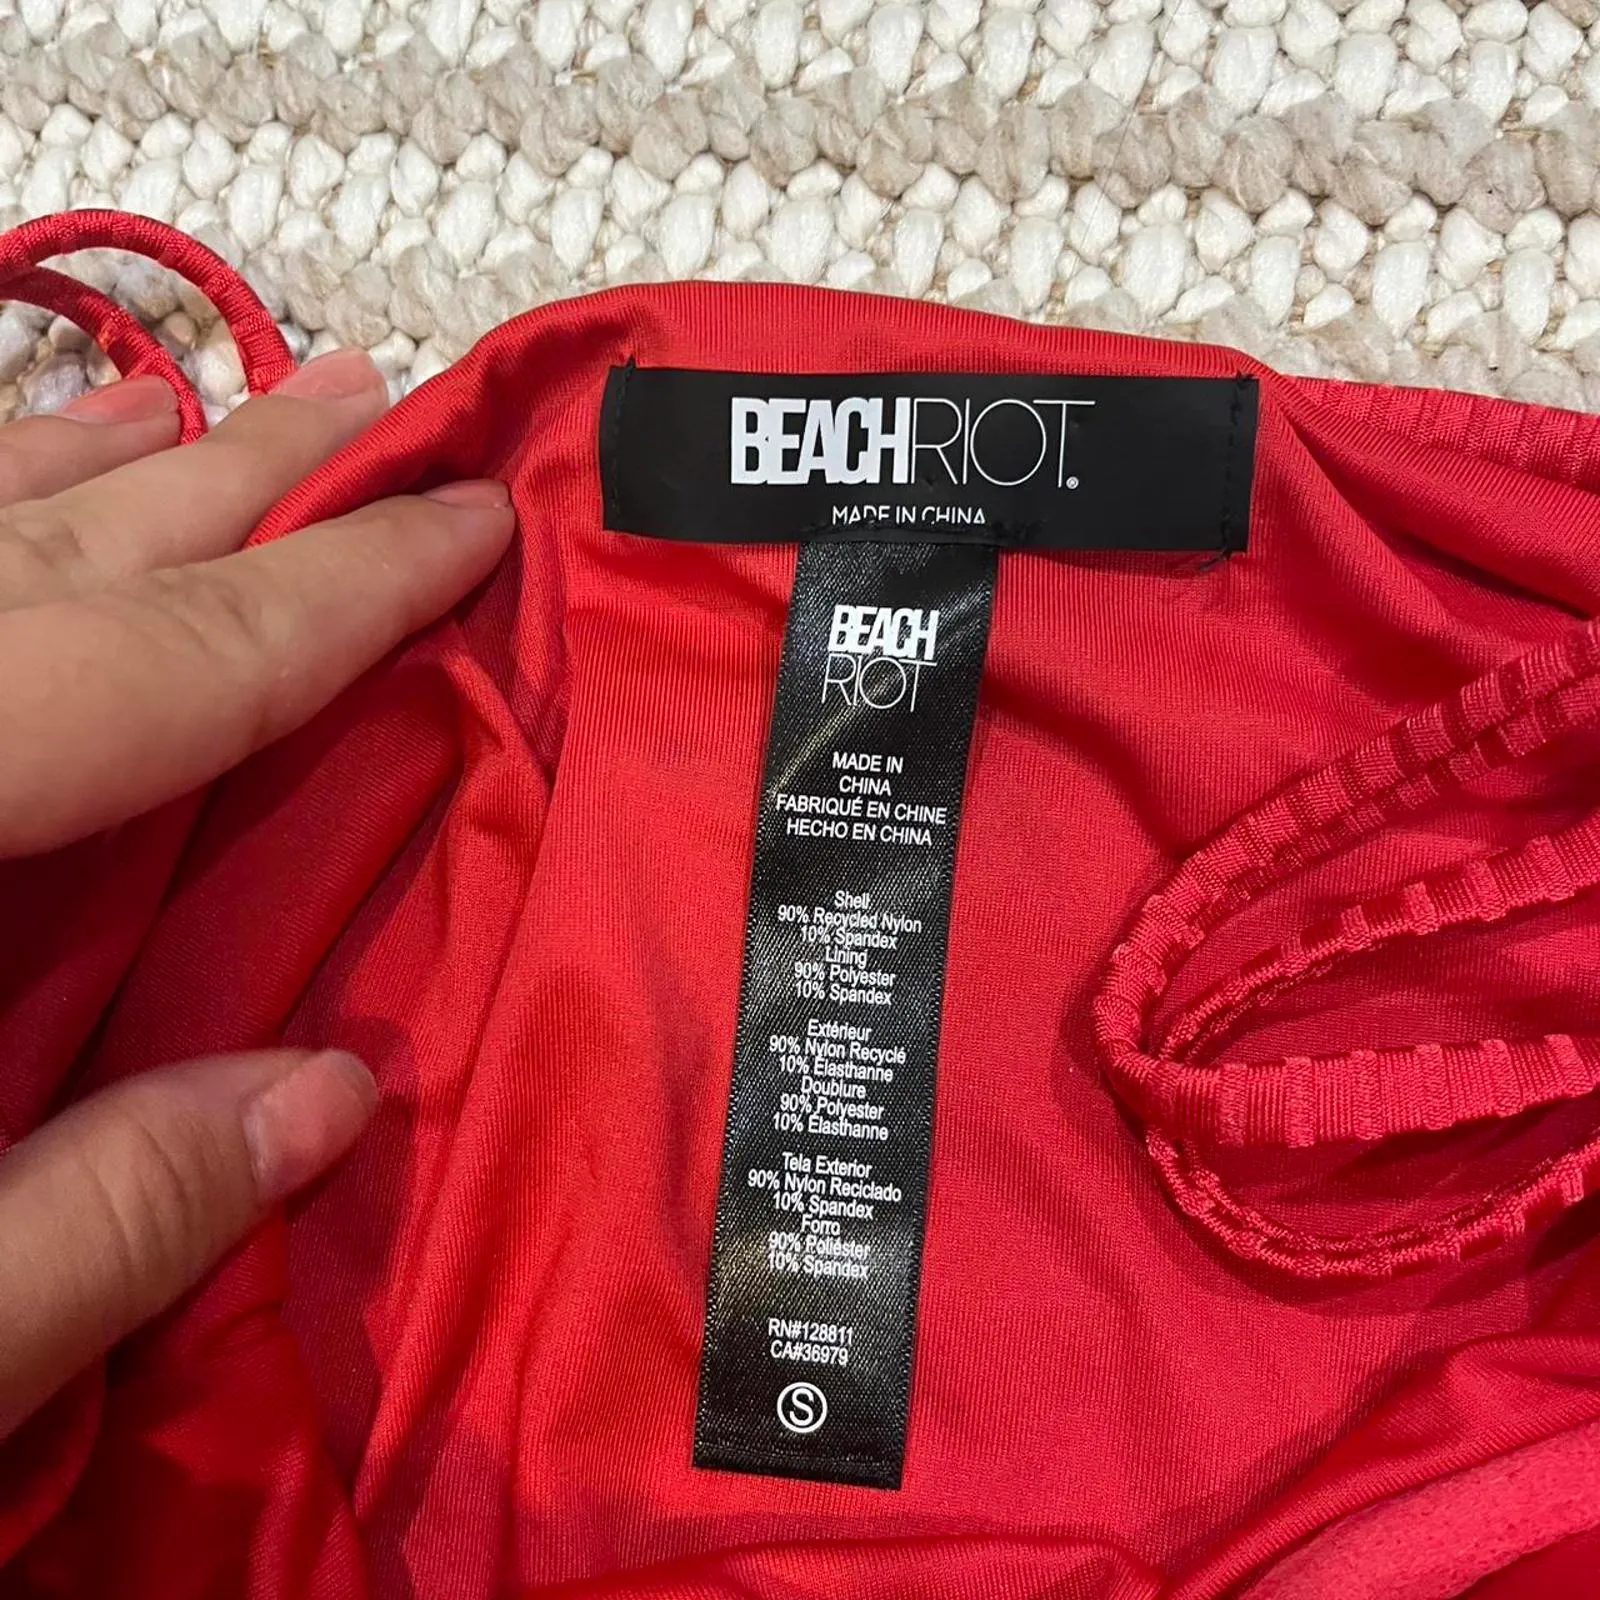 BEACHRIOT®
MADE IN CHINA
BEACH
RIOT
MADE IN
CHINA
FABRIQUÉ EN CHINE
HECHO EN CHINA
Shell
90% Recycled Nylon
10% Spandex
Lining
90% Polyester
10% Spandex
Extérieur
90% Nylon Recyclé
10% Élasthanne
Doublure
90% Polyester
10% Élasthanne
Tela Exterior
90% Nylon Reciclado
10% Spandex
Forro
90% Poliéster
10% Spandex
RN#128811
CA#36979
S